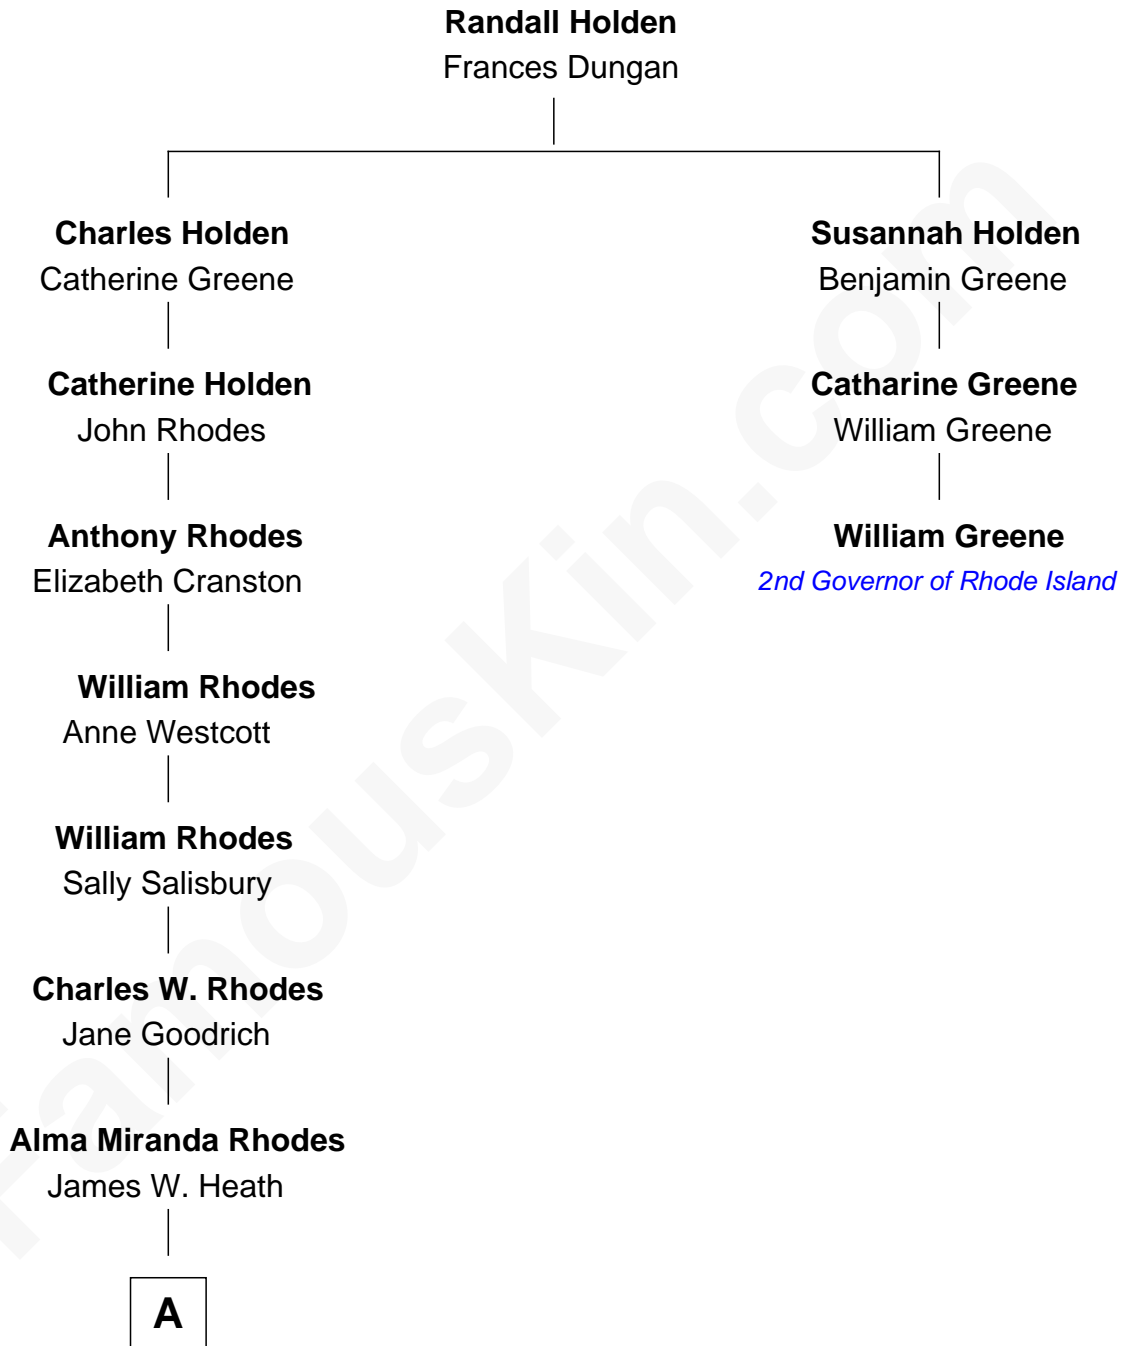 Randall Holden
Frances Dungan
Charles Holden
Catherine Greene
Susannah Holden
Benjamin Greene
Catherine Holden
John Rhodes
Catharine Greene
William Greene
Anthony Rhodes
Elizabeth Cranston
William Greene
2nd Governor of Rhode Island
William Rhodes
Anne Westcott
William Rhodes
Sally Salisbury
Charles W. Rhodes
Jane Goodrich
Alma Miranda Rhodes
James W. Heath
A
FamousKin.com